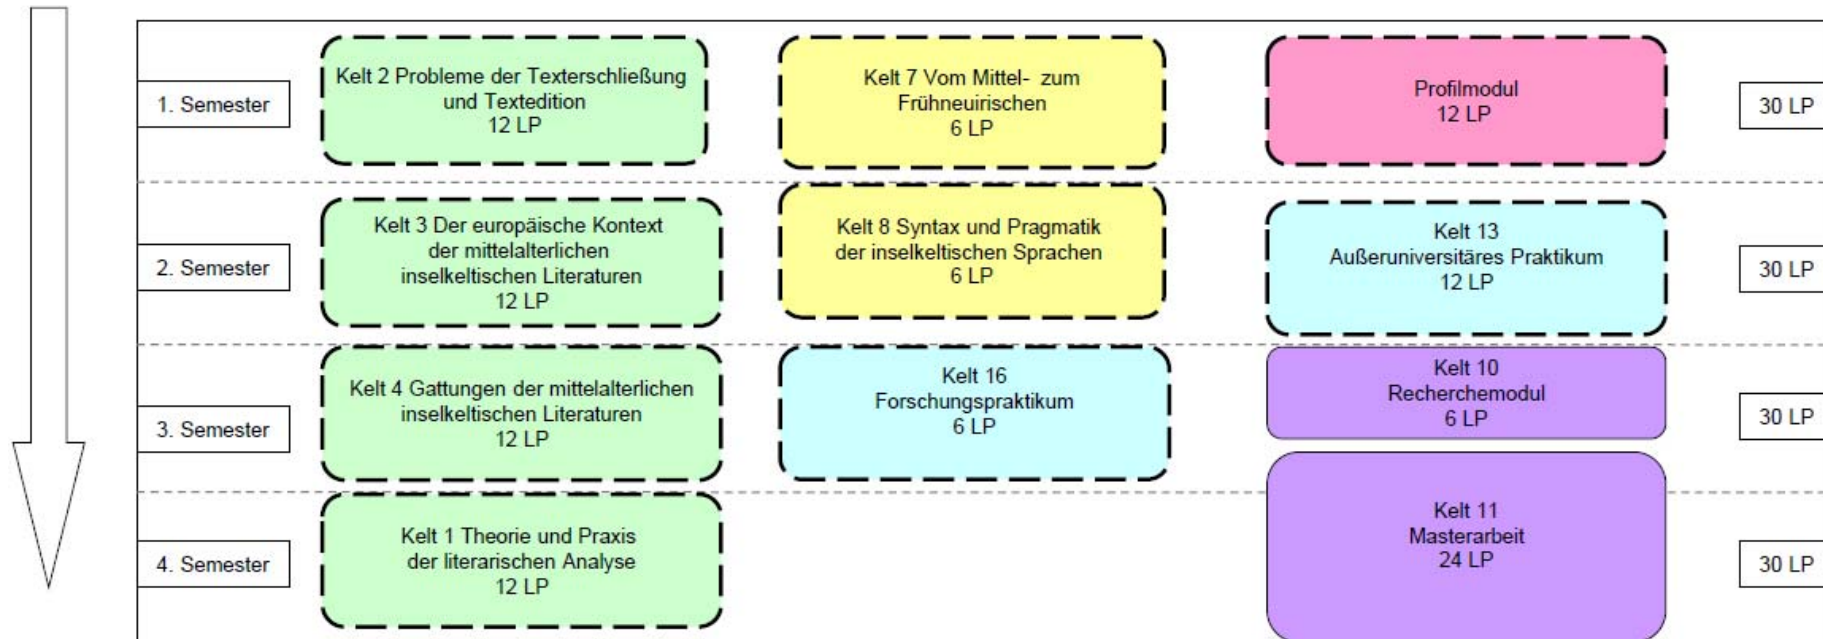 1. Semester
Kelt 2 Probleme der Texterschließung
und Textedition
12 LP
Kelt 7 Vom Mittel- zum
Frühneuirischen
6 LP
Profilmodul
12 LP
30 LP
2. Semester
Kelt 3 Der europäische Kontext
der mittelalterlichen
inselkeltischen Literaturen
12 LP
Kelt 8 Syntax und Pragmatik
der inselkeltischen Sprachen
6 LP
Kelt 13
Außeruniversitäres Praktikum
12 LP
30 LP
3. Semester
Kelt 4 Gattungen der mittelalterlichen
inselkeltischen Literaturen
12 LP
Kelt 16
Forschungspraktikum
6 LP
Kelt 10
Recherchemodul
6 LP
30 LP
4. Semester
Kelt 1 Theorie und Praxis
der literarischen Analyse
12 LP
Kelt 11
Masterarbeit
24 LP
30 LP